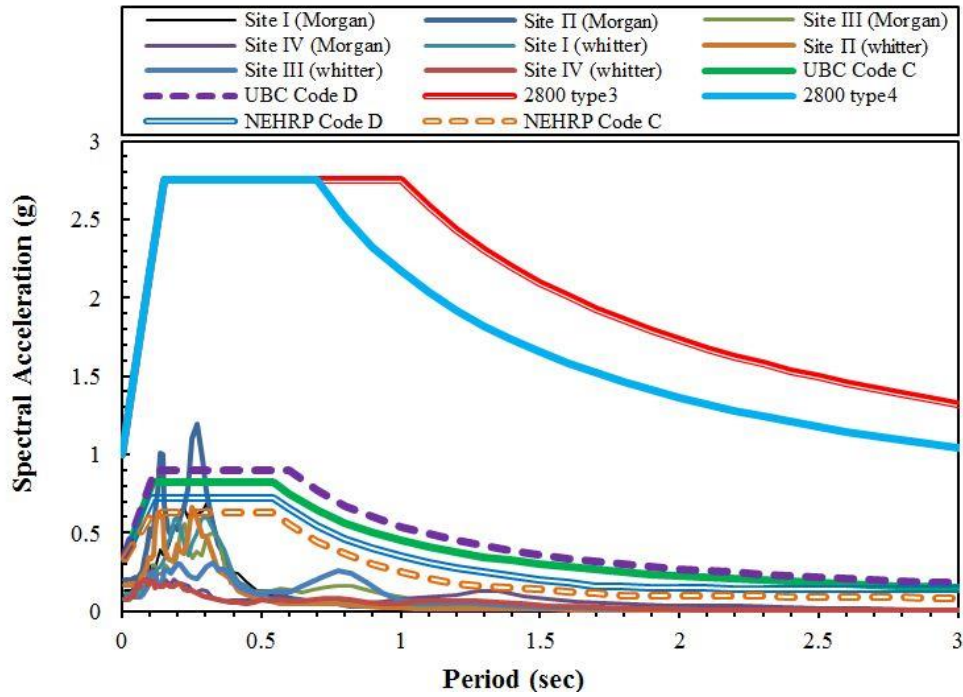 Site I (Morgan) Site Π (Morgan) Site III (Morgan)
Site IV (Morgan) Site I (whitter) Site Π (whitter)
Site III (whitter) Site IV (whitter) UBC Code C
UBC Code D 2800 type3 2800 type4
NEHRP Code D NEHRP Code C
3
2.5
2
1.5
1
0.5
0
Spectral Acceleration (g)
0 0.5 1 1.5 2 2.5 3
Period (sec)